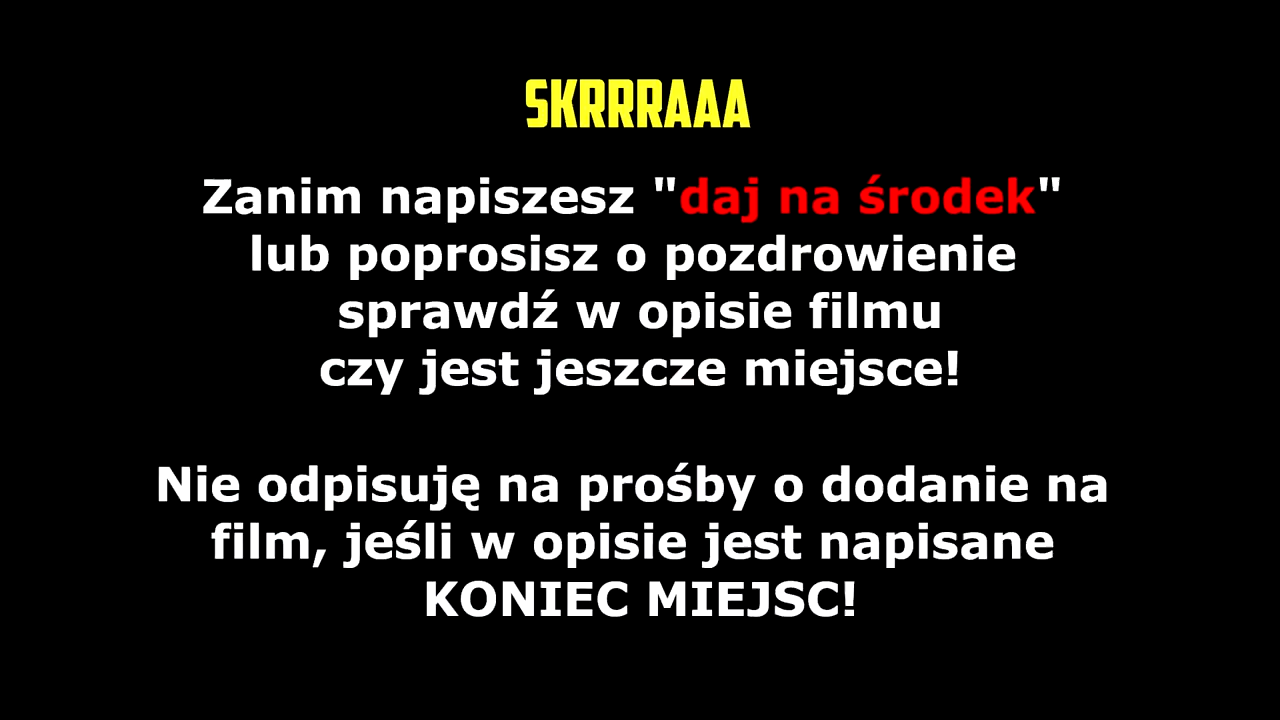 SKRRRAAA
Zanim napiszesz "daj na środek"
lub poprosisz o pozdrowienie
sprawdź w opisie filmu
czy jest jeszcze miejsce!
Nie odpisuję na prośby o dodanie na
film, jeśli w opisie jest napisane
KONIEC MIEJSC!